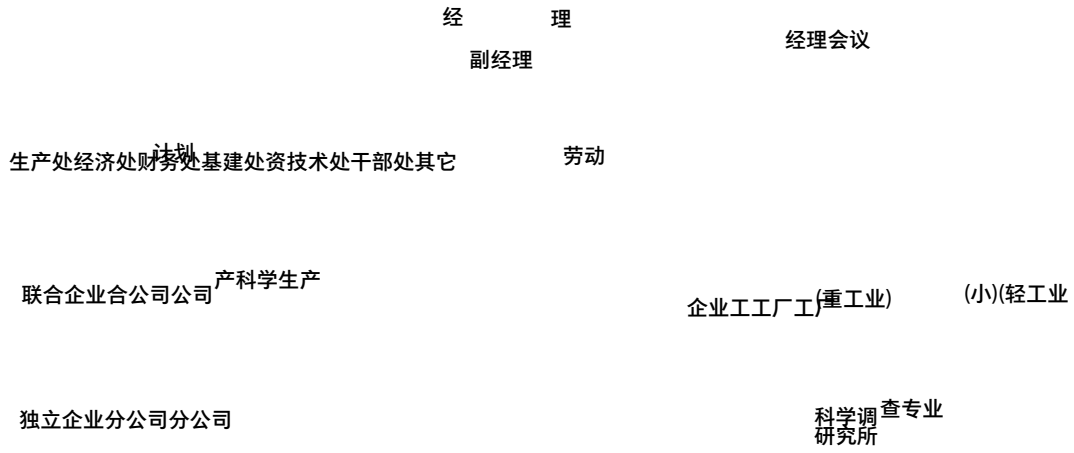 经 理
经理会议
副经理
计划
生产处经济处财务处基建处资技术处干部处其它
劳动
产科学生产
联合企业合公司公司
企业工工厂工厂
(重工业)
(小)(轻工业
独立企业分公司分公司
查专业
科学调
研究所